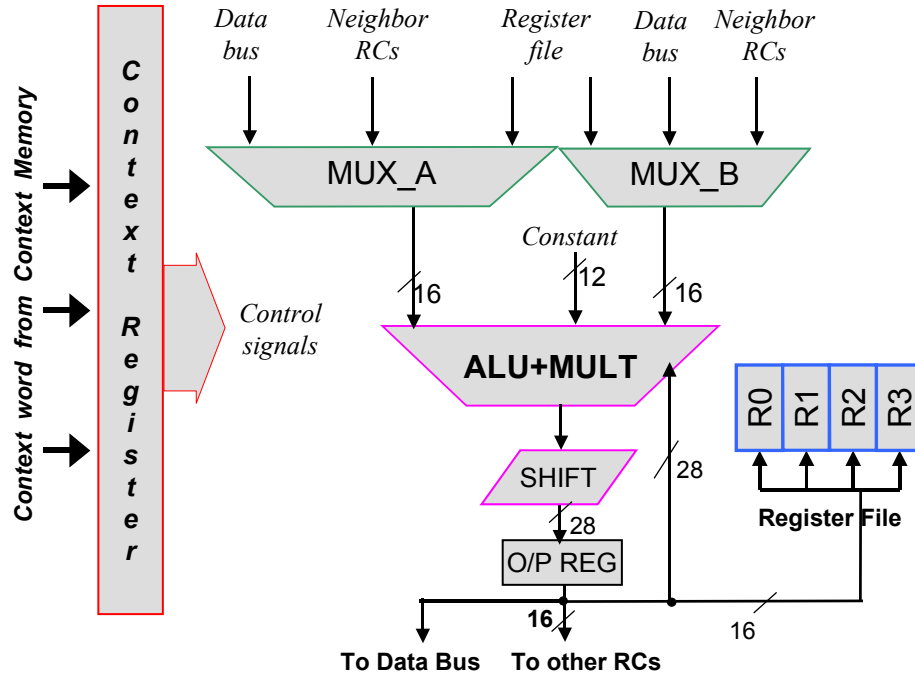 Data bus
Neighbor RCs
Register file
Data bus
Neighbor RCs
MUX_A
MUX_B
Context word from Context Memory
Context Register
Constant
16
12
16
Control signals
ALU+MULT
R0
R1
R2
R3
28
SHIFT
28
Register File
O/P REG
16
16
To Data Bus
To other RCs